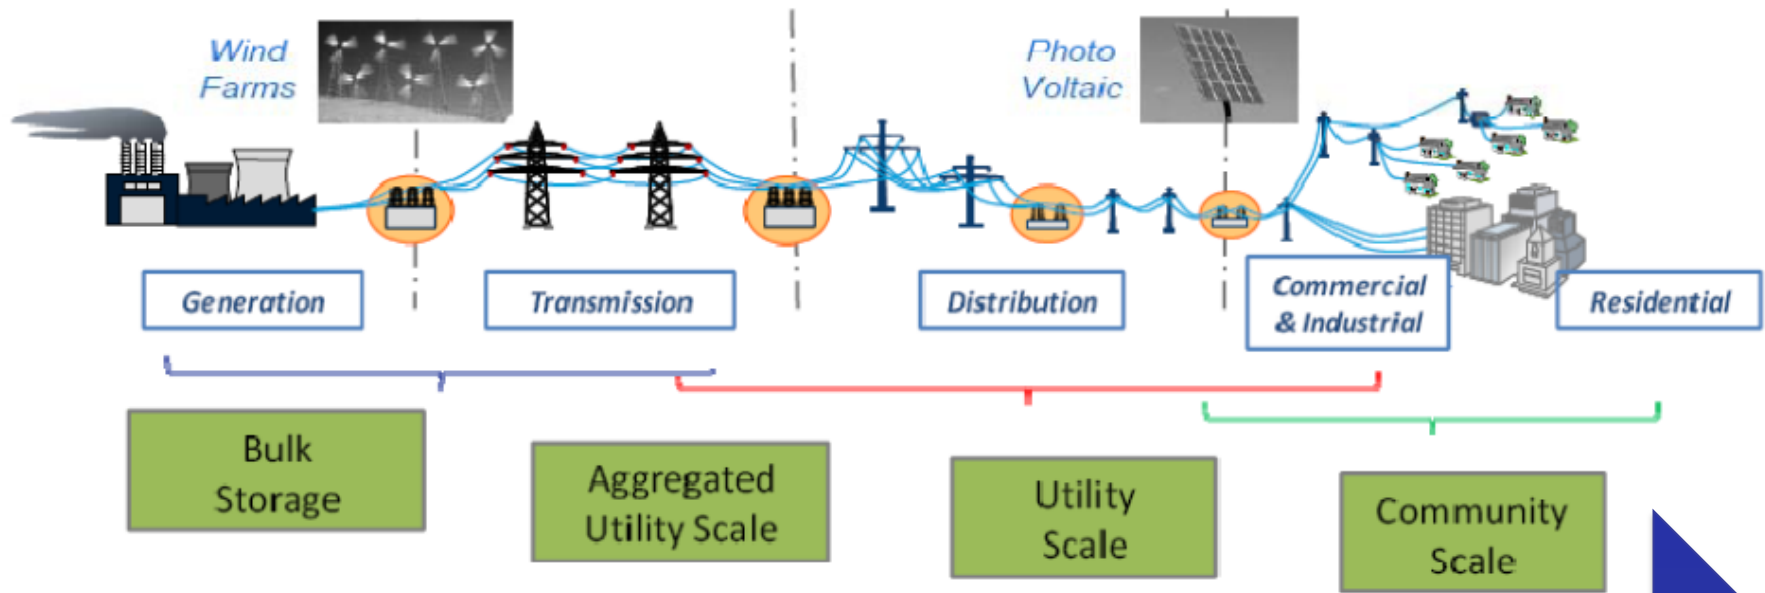 Wind
Farms
Photo
Voltaic
Generation
Transmission
Distribution
Commercial
& Industrial
Residential
Bulk
Storage
Aggregated
Utility Scale
Utility
Scale
Community
Scale